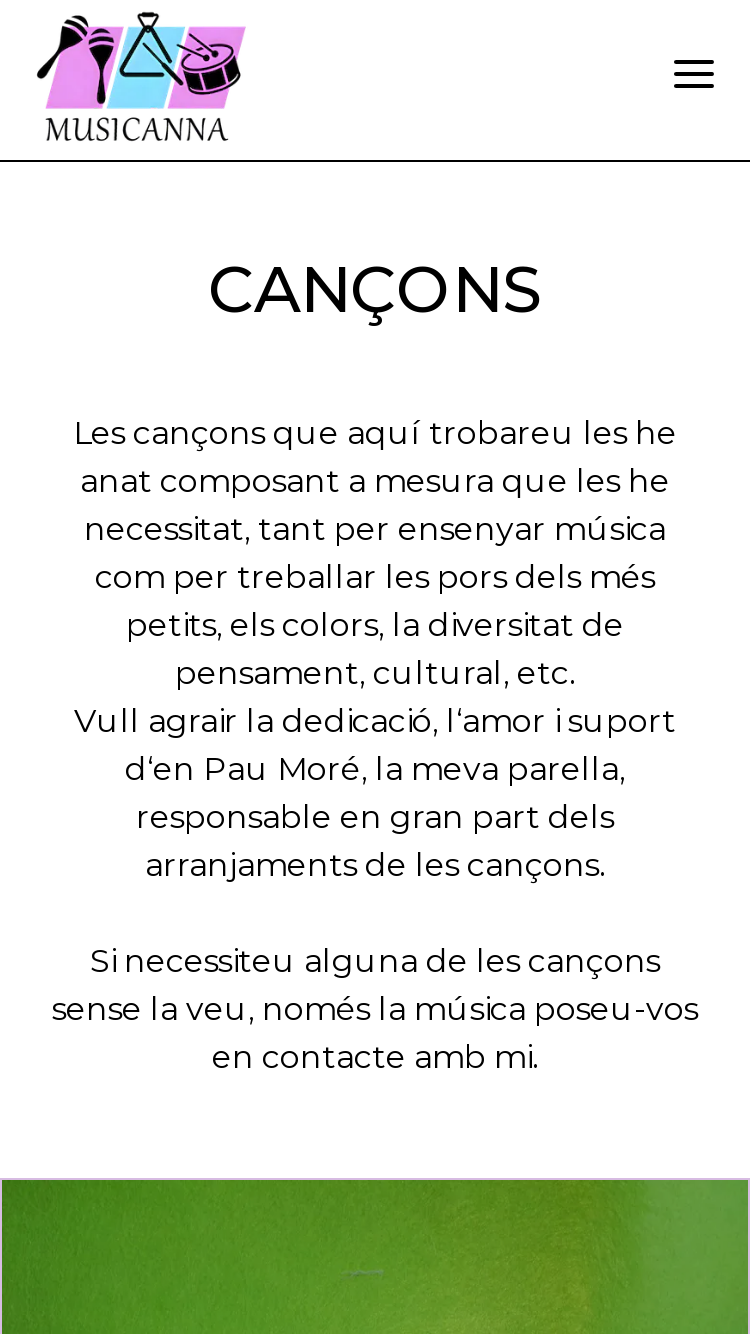 MUSICANNA
CANÇONS
Les cançons que aquí trobareu les he
anat composant a mesura que les he
necessitat, tant per ensenyar música
com per treballar les pors dels més
petits, els colors, la diversitat de
pensament, cultural, etc.
Vull agrair la dedicació, l‘amor i suport
d‘en Pau Moré, la meva parella,
responsable en gran part dels
arranjaments de les cançons.
Si necessiteu alguna de les cançons
sense la veu, només la música poseu-vos
en contacte amb mi.